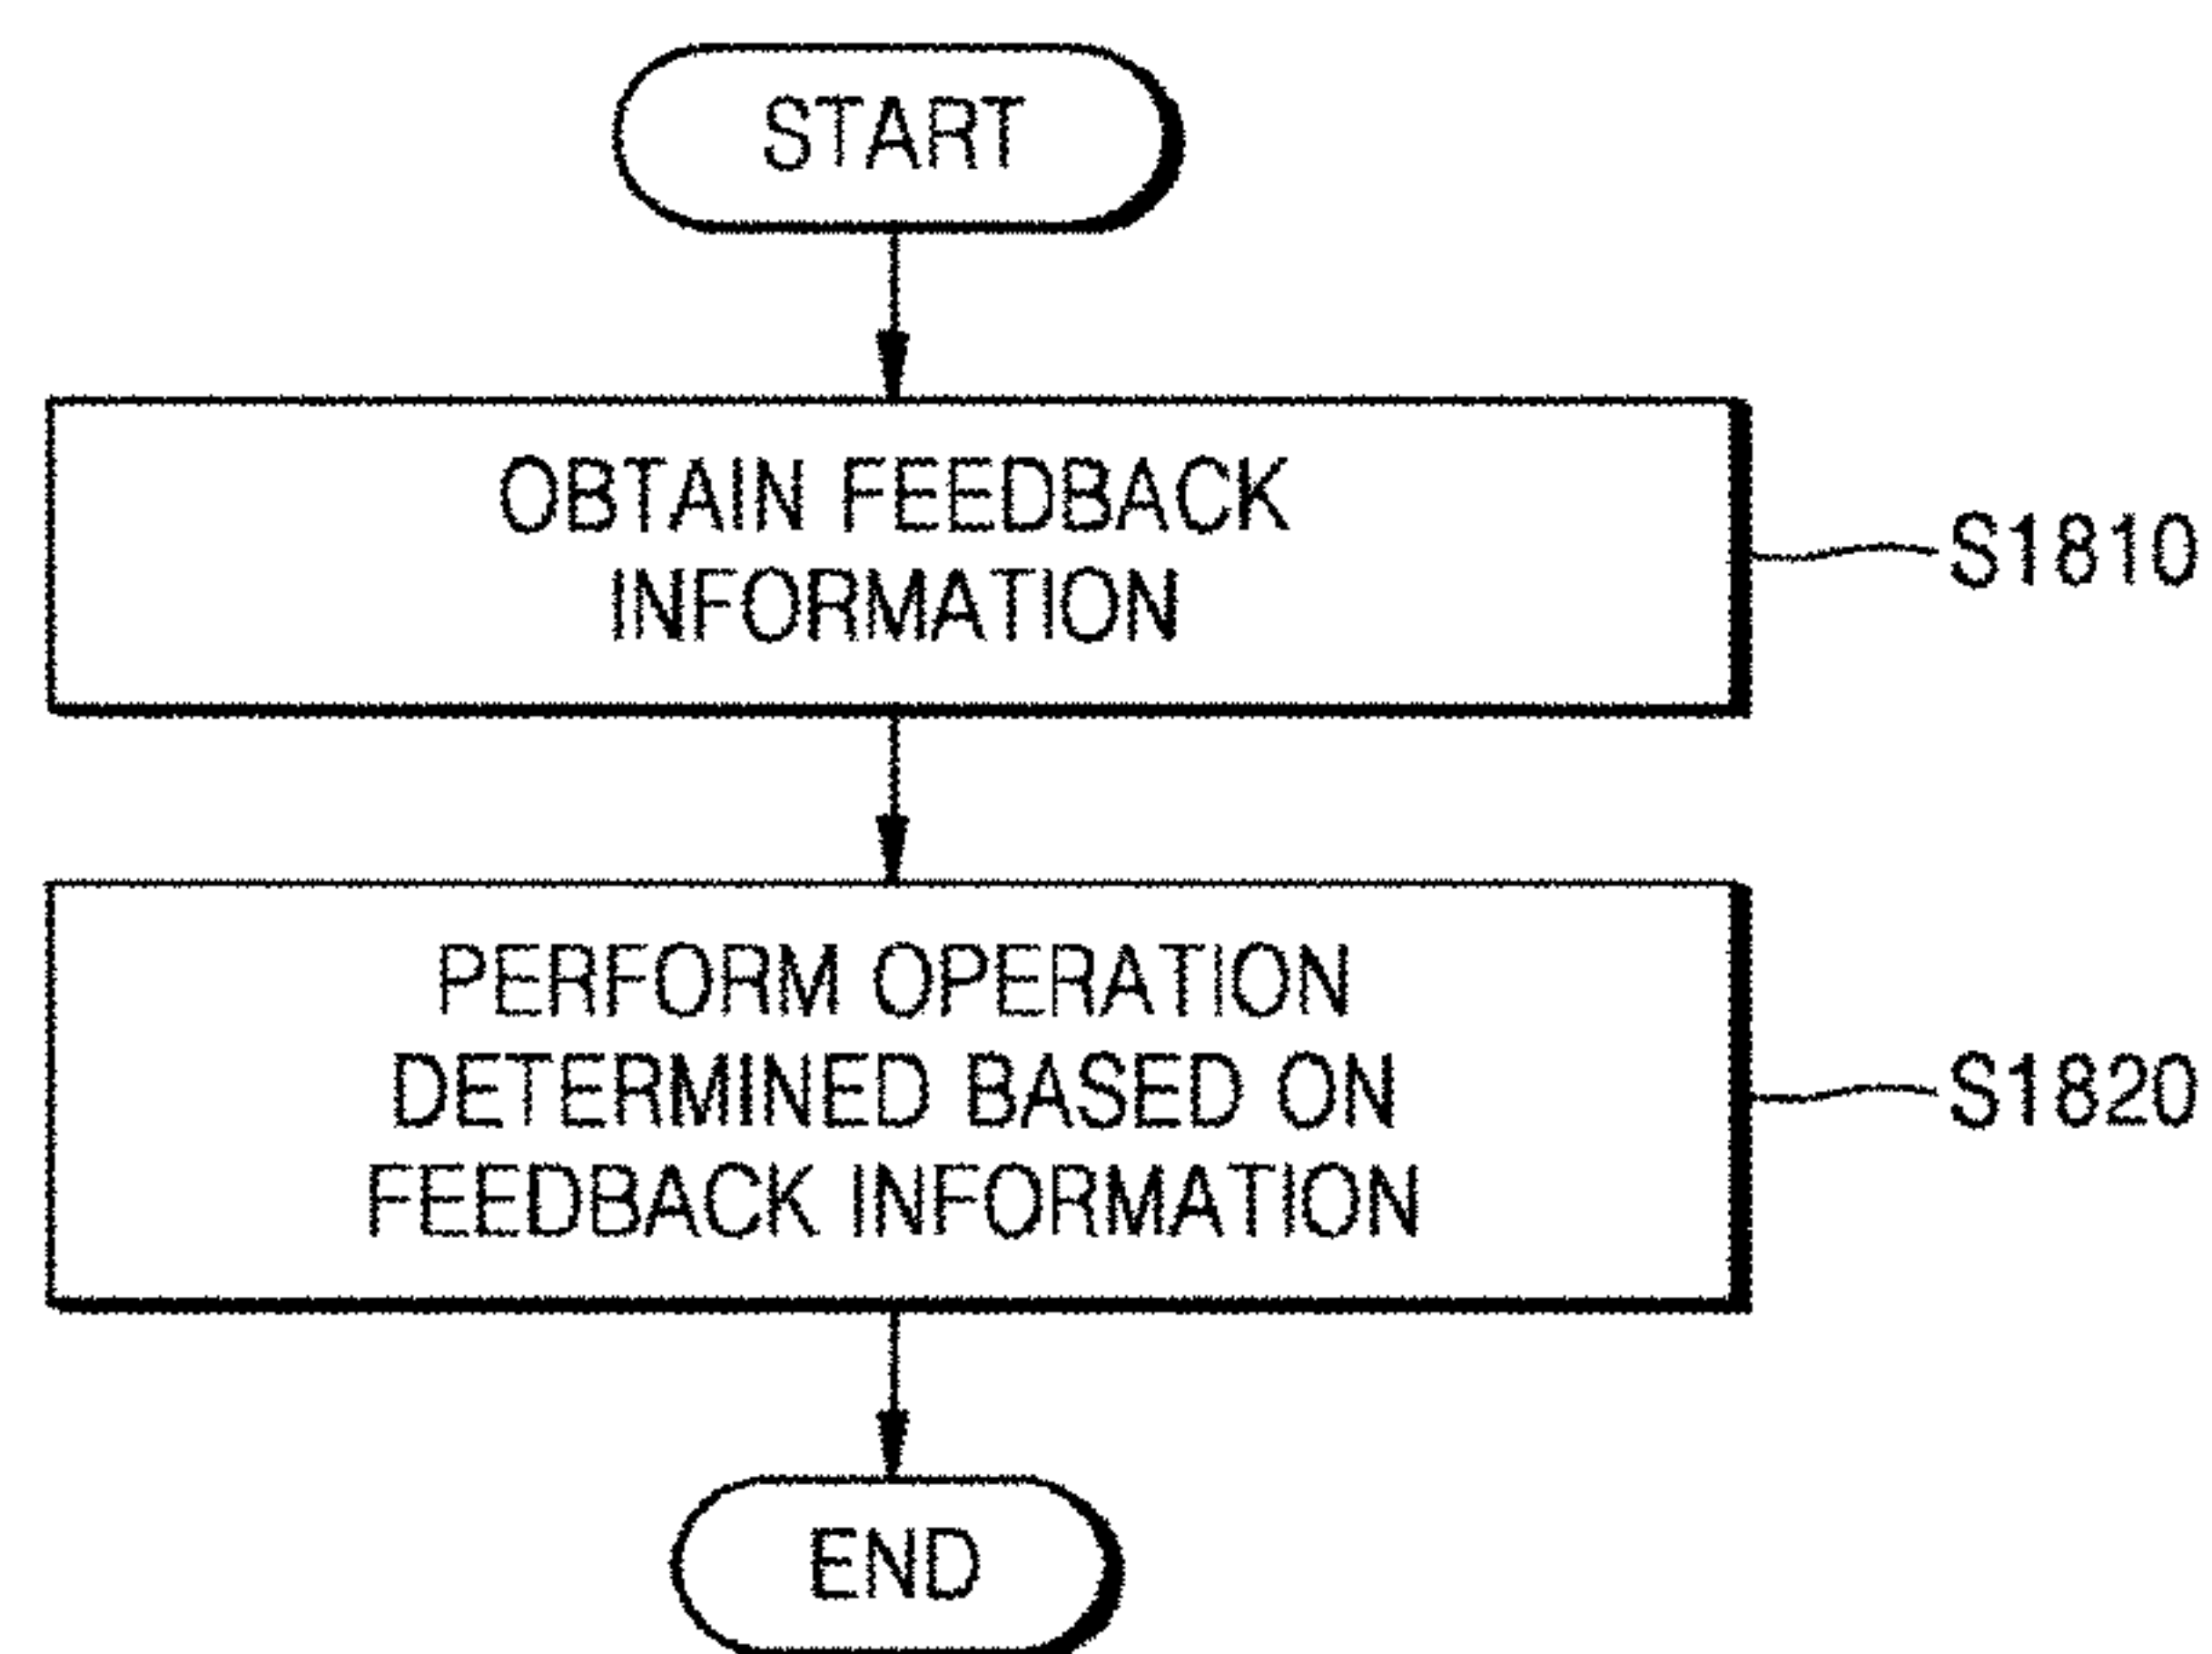 START
OBTAIN FEEDBACK
INFORMATION
S1810
PERFORM OPERATION
DETERMINED BASED ON
FEEDBACK INFORMATION
S1820
END